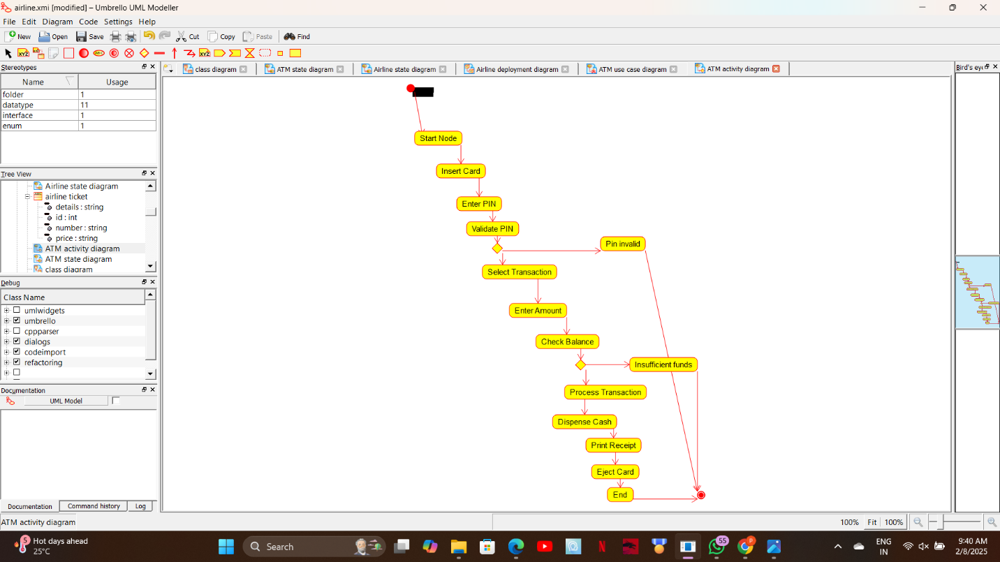 airline.xmi [modified] – Umbrello UML Modeller
File Edit Diagram Code Settings Help
New Open Save Cut Copy Paste Find
Stereotypes
Name Usage
folder 1
datatype 11
interface 1
enum 1
Tree View
Airline state diagram
airline ticket
details : string
id : int
number : string
price : string
ATM activity diagram
ATM state diagram
class diagram
Debug
Class Name
umlwidgets
umbrello
cppparser
dialogs
codeimport
refactoring
Documentation
UML Model
Documentation Command history Log
class diagram ATM state diagram Airline state diagram Airline deployment diagram ATM use case diagram ATM activity diagram
Bird's eye
Start Node
Insert Card
Enter PIN
Validate PIN
Pin invalid
Select Transaction
Enter Amount
Check Balance
Insufficient funds
Process Transaction
Dispense Cash
Print Receipt
Eject Card
End
ATM activity diagram
100% Fit 100%
5
Hot days ahead
25°C
Search
55
P
ENG
IN
9:40 AM
2/8/2025